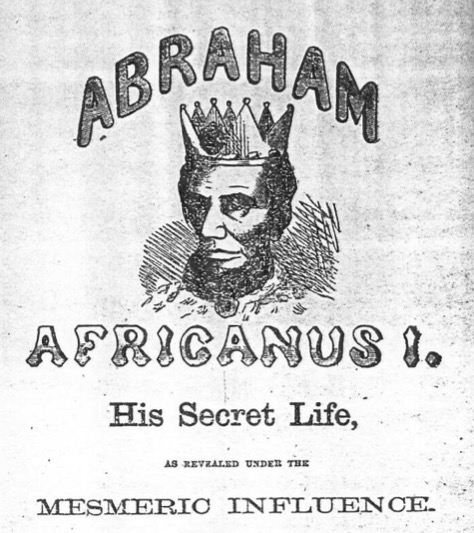 ABRAHAM
AFRICANUS I.
His Secret Life,
AS REVEALED UNDER THE
MESMERIC INFLUENCE.